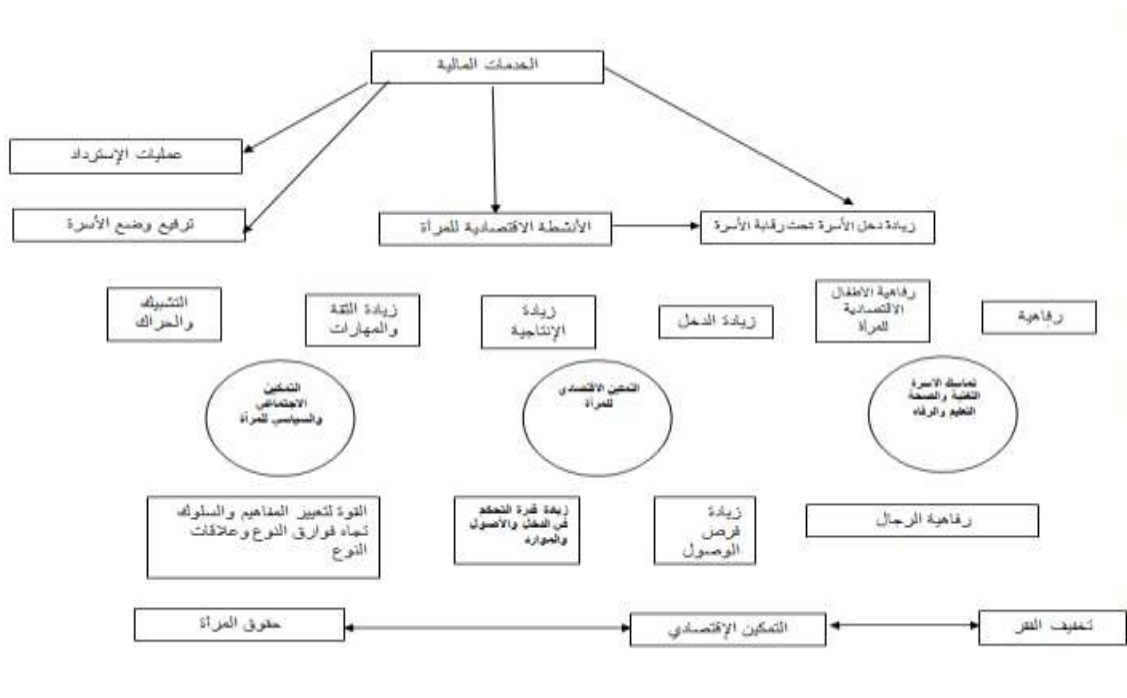 الخدمات المالية
عمليات الإسترداد
ترفيع وضع الأسرة
الأنشطة الاقتصادية للمرأة
زيادة دخل الأسرة تحت رقابة الأسرة
رفاهية
رفاهية الاطفال
الاقتصادية
للمرأة
زيادة الدخل
زيادة
الإنتاجية
زيادة الثقة
والمهارات
التشبيك
والحراك
تماسك الاسرة
التغذية والصحة
التعليم والرفاه
التمكين الاقتصادي
للمرأة
التمكين
الاجتماعي
والسياسي للمرأة
رفاهية الرجال
زيادة
فرص
الوصول
زيادة قدرة التحكم
في الدخل والأصول
والموارد
القوة لتغيير المفاهيم والسلوك
تجاه فوارق النوع وعلاقات
النوع
تخفيف الفقر
التمكين الإقتصادي
حقوق المرأة